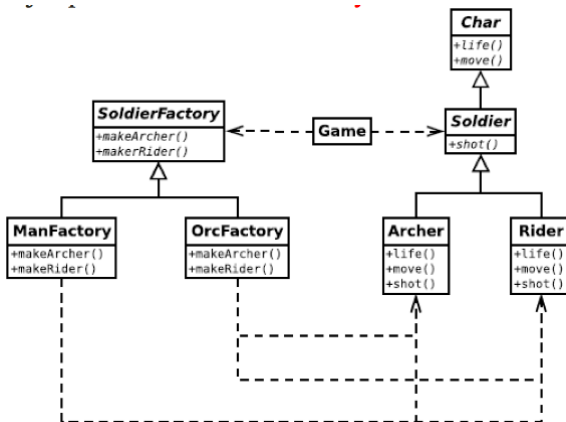 Char
+life()
+move()
SoldierFactory
+makeArcher()
+makerRider()
Game
Soldier
+shot()
ManFactory
+makeArcher()
+makeRider()
OrcFactory
+makeArcher()
+makeRider()
Archer
+life()
+move()
+shot()
Rider
+life()
+move()
+shot()